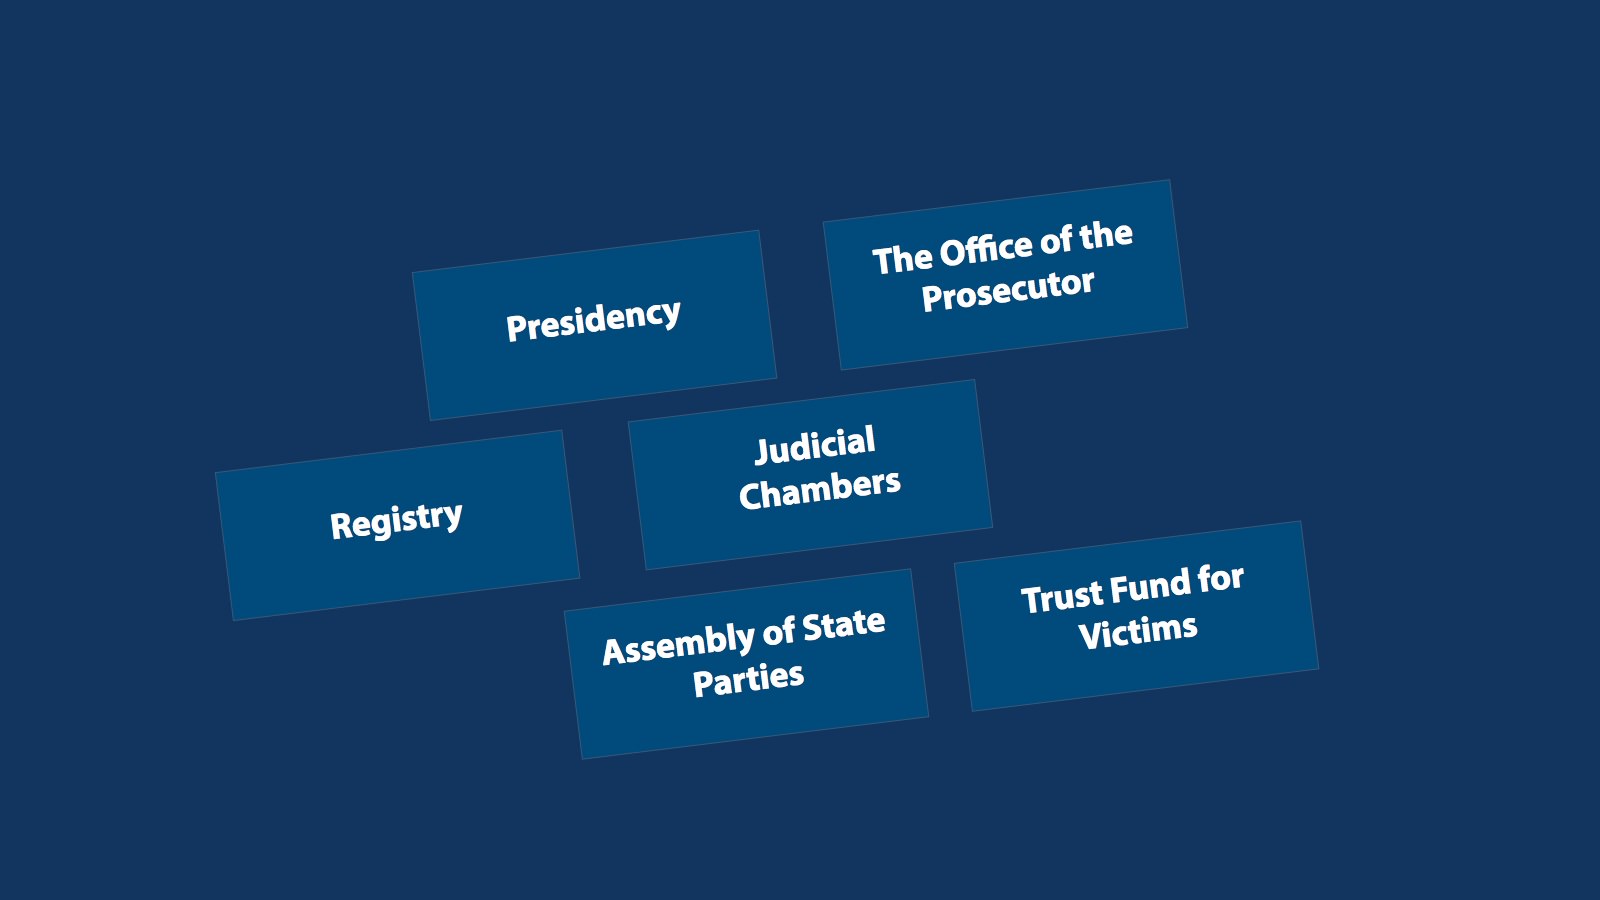 Presidency
The Office of the
Prosecutor
Registry
Judicial
Chambers
Assembly of State
Parties
Trust Fund for
Victims